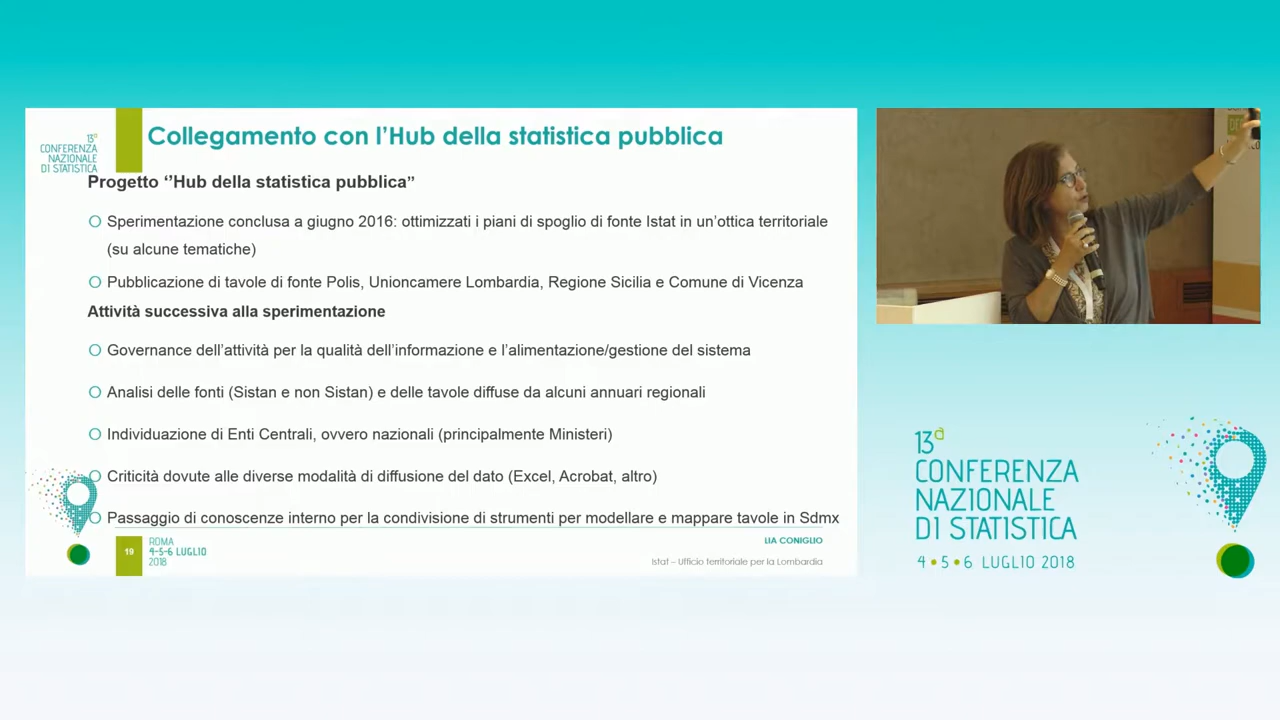 13ª
CONFERENZA
NAZIONALE
DI STATISTICA
Collegamento con l’Hub della statistica pubblica
Progetto ‘’Hub della statistica pubblica”
O Sperimentazione conclusa a giugno 2016: ottimizzati i piani di spoglio di fonte Istat in un’ottica territoriale
(su alcune tematiche)
O Pubblicazione di tavole di fonte Polis, Unioncamere Lombardia, Regione Sicilia e Comune di Vicenza
Attività successiva alla sperimentazione
O Governance dell’attività per la qualità dell’informazione e l’alimentazione/gestione del sistema
O Analisi delle fonti (Sistan e non Sistan) e delle tavole diffuse da alcuni annuari regionali
O Individuazione di Enti Centrali, ovvero nazionali (principalmente Ministeri)
O Criticità dovute alle diverse modalità di diffusione del dato (Excel, Acrobat, altro)
O Passaggio di conoscenze interno per la condivisione di strumenti per modellare e mappare tavole in Sdmx
19
ROMA
4-5-6 LUGLIO
2018
LIA CONIGLIO
Istat – Ufficio territoriale per la Lombardia
13ª
CONFERENZA
NAZIONALE
DI STATISTICA
4•5•6 LUGLIO 2018